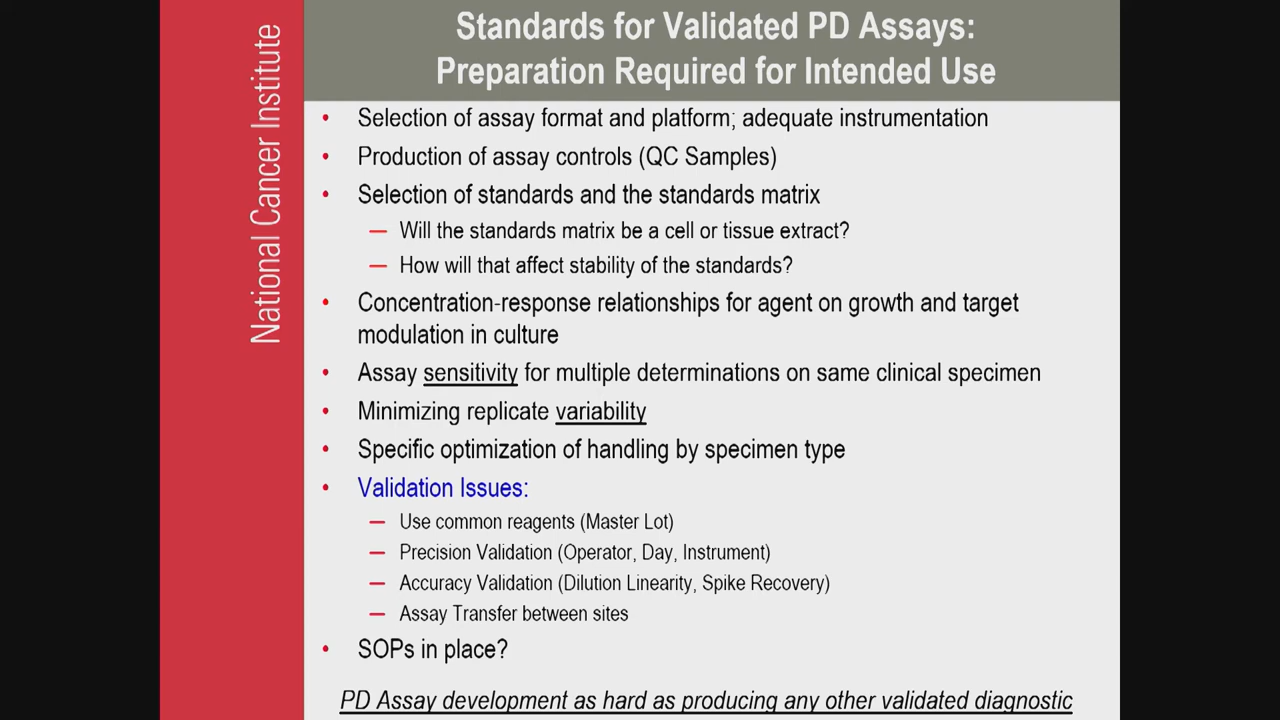 National Cancer Institute
Standards for Validated PD Assays:
Preparation Required for Intended Use
• Selection of assay format and platform; adequate instrumentation
• Production of assay controls (QC Samples)
• Selection of standards and the standards matrix
— Will the standards matrix be a cell or tissue extract?
— How will that affect stability of the standards?
• Concentration-response relationships for agent on growth and target
modulation in culture
• Assay sensitivity for multiple determinations on same clinical specimen
• Minimizing replicate variability
• Specific optimization of handling by specimen type
• Validation Issues:
— Use common reagents (Master Lot)
— Precision Validation (Operator, Day, Instrument)
— Accuracy Validation (Dilution Linearity, Spike Recovery)
— Assay Transfer between sites
• SOPs in place?
PD Assay development as hard as producing any other validated diagnostic